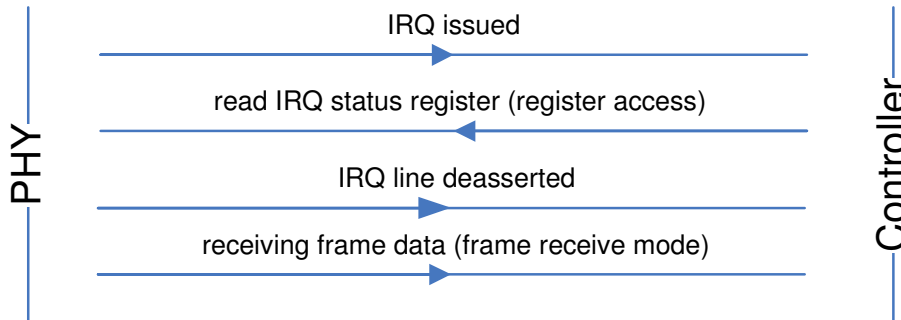 IRQ issued
read IRQ status register (register access)
IRQ line deasserted
receiving frame data (frame receive mode)
PHY
Controller